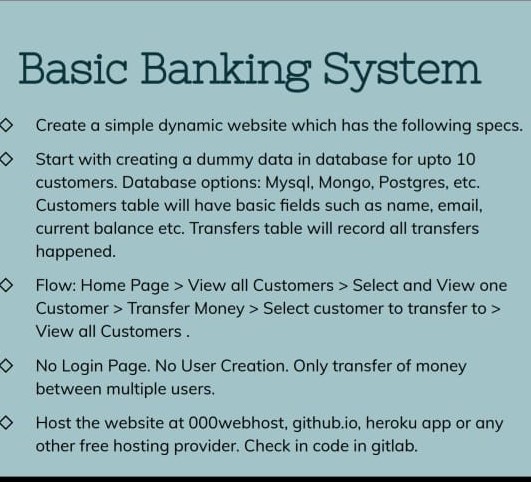 Basic Banking System
◇ Create a simple dynamic website which has the following specs.
◇ Start with creating a dummy data in database for upto 10
customers. Database options: Mysql, Mongo, Postgres, etc.
Customers table will have basic fields such as name, email,
current balance etc. Transfers table will record all transfers
happened.
◇ Flow: Home Page > View all Customers > Select and View one
Customer > Transfer Money > Select customer to transfer to >
View all Customers .
◇ No Login Page. No User Creation. Only transfer of money
between multiple users.
◇ Host the website at 000webhost, github.io, heroku app or any
other free hosting provider. Check in code in gitlab.